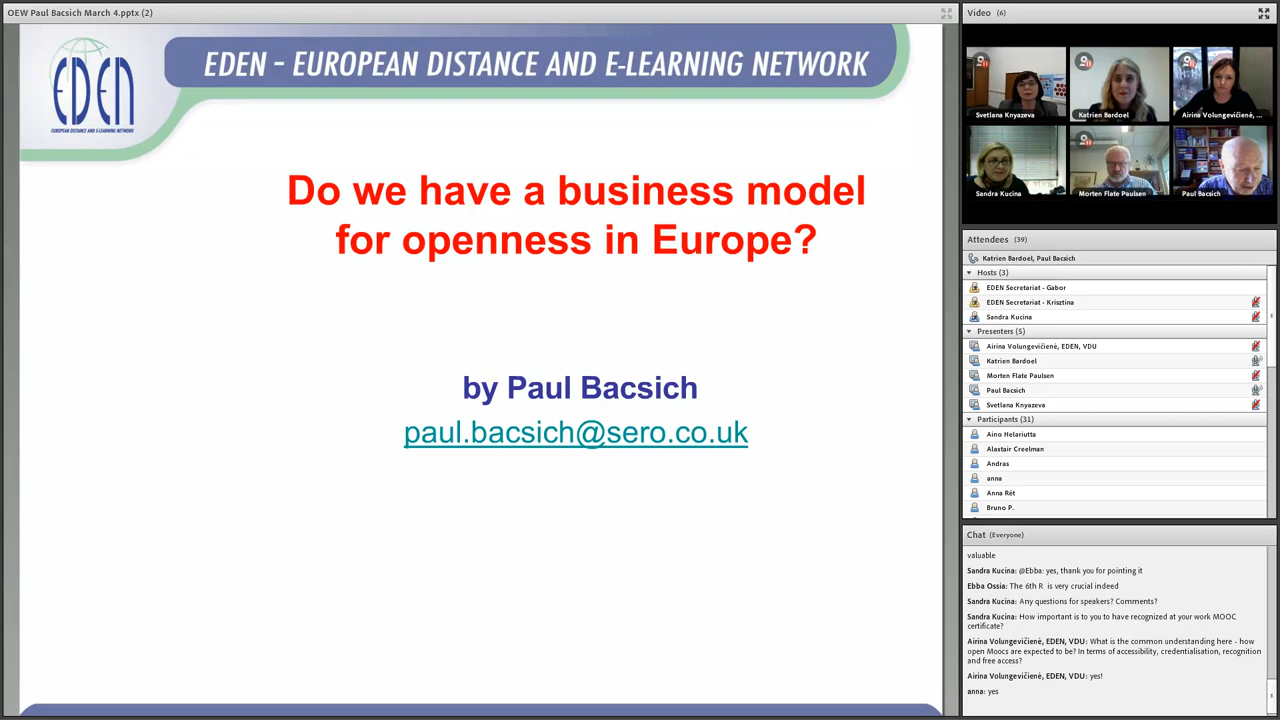 OEW Paul Bacsich March 4.pptx (2)
EDEN
EUROPEAN DISTANCE AND E-LEARNING NETWORK
EDEN - EUROPEAN DISTANCE AND E-LEARNING NETWORK
Do we have a business model
for openness in Europe?
by Paul Bacsich
paul.bacsich@sero.co.uk
Video (6)
Svetlana Knyazeva
Katrien Bardoel
Airina Volungevičienė, ...
Sandra Kucina
Morten Flate Paulsen
Paul Bacsich
Attendees (39)
Katrien Bardoel, Paul Bacsich
Hosts (3)
EDEN Secretariat - Gabor
EDEN Secretariat - Krisztina
Sandra Kucina
Presenters (5)
Airina Volungevičienė, EDEN, VDU
Katrien Bardoel
Morten Flate Paulsen
Paul Bacsich
Svetlana Knyazeva
Participants (31)
Aino Helariutta
Alastair Creelman
Andras
anna
Anna Rét
Bruno P.
Chat (Everyone)
valuable
Sandra Kucina: @Ebba: yes, thank you for pointing it
Ebba Ossia: The 6th R is very crucial indeed
Sandra Kucina: Any questions for speakers? Comments?
Sandra Kucina: How important is to you to have recognized at your work MOOC
certificate?
Airina Volungevičienė, EDEN, VDU: What is the common understanding here - how
open Moocs are expected to be? In terms of accessibility, credentialisation, recognition
and free access?
Airina Volungevičienė, EDEN, VDU: yes!
anna: yes